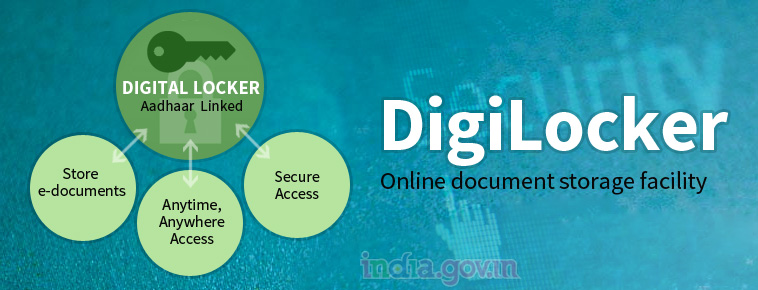 DIGITAL LOCKER
Aadhaar Linked
Store
e-documents
Anytime,
Anywhere
Access
Secure
Access
Security
DigiLocker
Online document storage facility
india.gov.in